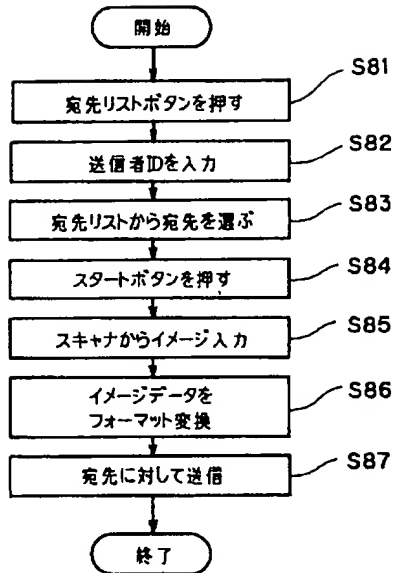 開始
宛先リストボタンを押す
S81
送信者IDを入力
S82
宛先リストから宛先を選ぶ
S83
スタートボタンを押す
S84
スキャナからイメージ入力
S85
イメージデータを
フォーマット変換
S86
宛先に対して送信
S87
終了